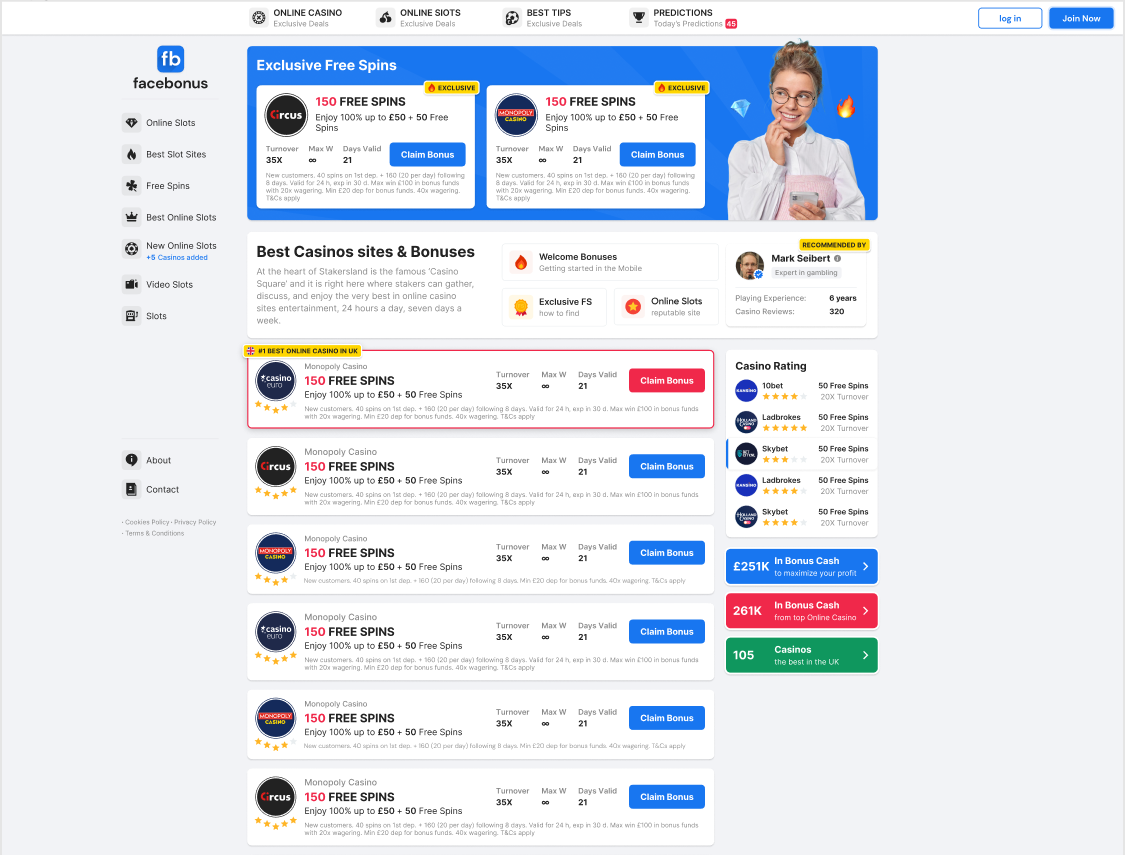 ONLINE CASINO
Exclusive Deals
ONLINE SlOTS
Exclusive Deals
BEST TIPS
Exclusive Deals
PREDICTIONS
Today's Predictions 45
log in
Join Now
fb
facebonus
Online Slots
Best Slot Sites
Free Spins
Best Online Slots
New Online Slots
+5 Casinos added
Video Slots
Slots
About
Contact
· Cookies Policy · Privacy Policy
· Terms & Conditions
Exclusive Free Spins
EXCLUSIVE
Circus
150 FREE SPINS
Enjoy 100% up to £50 + 50 Free
Spins
Turnover Max W Days Valid
35X ∞ 21
Claim Bonus
New customers. 40 spins on 1st dep. + 160 (20 per day) following
8 days. Valid for 24 h, exp in 30 d. Max win £100 in bonus funds
with 20x wagering. Min £20 dep for bonus funds. 40x wagering.
T&Cs apply
EXCLUSIVE
MONOPOLY
CASINO
150 FREE SPINS
Enjoy 100% up to £50 + 50 Free
Spins
Turnover Max W Days Valid
35X ∞ 21
Claim Bonus
New customers. 40 spins on 1st dep. + 160 (20 per day) following
8 days. Valid for 24 h, exp in 30 d. Max win £100 in bonus funds
with 20x wagering. Min £20 dep for bonus funds. 40x wagering.
T&Cs apply
Best Casinos sites & Bonuses
At the heart of Stakersland is the famous 'Casino
Square' and it is right here where stakers can gather,
discuss, and enjoy the very best in online casino
sites entertainment, 24 hours a day, seven days a
week.
Welcome Bonuses
Getting started in the Mobile
Exclusive FS
how to find
Online Slots
reputable site
RECOMMENDED BY
Mark Seibert
Expert in gambling
Playing Experience: 6 years
Casino Reviews: 320
#1 BEST ONLINE CASINO IN UK
casino
euro
Monopoly Casino
150 FREE SPINS
Enjoy 100% up to £50 + 50 Free Spins
Turnover Max W Days Valid
35X ∞ 21
Claim Bonus
New customers. 40 spins on 1st dep. + 160 (20 per day) following 8 days. Valid for 24 h, exp in 30 d. Max win £100 in bonus funds
with 20x wagering. Min £20 dep for bonus funds. 40x wagering. T&Cs apply
Circus
Monopoly Casino
150 FREE SPINS
Enjoy 100% up to £50 + 50 Free Spins
Turnover Max W Days Valid
35X ∞ 21
Claim Bonus
New customers. 40 spins on 1st dep. + 160 (20 per day) following 8 days. Valid for 24 h, exp in 30 d. Max win £100 in bonus funds
with 20x wagering. Min £20 dep for bonus funds. 40x wagering. T&Cs apply
MONOPOLY
CASINO
Monopoly Casino
150 FREE SPINS
Enjoy 100% up to £50 + 50 Free Spins
Turnover Max W Days Valid
35X ∞ 21
Claim Bonus
New customers. 40 spins on 1st dep. + 160 (20 per day) following 8 days. Min £20 dep for bonus funds. 40x wagering. T&Cs apply
casino
euro
Monopoly Casino
150 FREE SPINS
Enjoy 100% up to £50 + 50 Free Spins
Turnover Max W Days Valid
35X ∞ 21
Claim Bonus
New customers. 40 spins on 1st dep. + 160 (20 per day) following 8 days. Valid for 24 h, exp in 30 d. Max win £100 in bonus funds
with 20x wagering. Min £20 dep for bonus funds. 40x wagering. T&Cs apply
MONOPOLY
CASINO
Monopoly Casino
150 FREE SPINS
Enjoy 100% up to £50 + 50 Free Spins
Turnover Max W Days Valid
35X ∞ 21
Claim Bonus
New customers. 40 spins on 1st dep. + 160 (20 per day) following 8 days. Min £20 dep for bonus funds. 40x wagering. T&Cs apply
Circus
Monopoly Casino
150 FREE SPINS
Enjoy 100% up to £50 + 50 Free Spins
Turnover Max W Days Valid
35X ∞ 21
Claim Bonus
New customers. 40 spins on 1st dep. + 160 (20 per day) following 8 days. Valid for 24 h, exp in 30 d. Max win £100 in bonus funds
with 20x wagering. Min £20 dep for bonus funds. 40x wagering. T&Cs apply
Casino Rating
10bet 50 Free Spins
20X Turnover
HOLLAND
CASINO
Ladbrokes 50 Free Spins
20X Turnover
Skybet 50 Free Spins
20X Turnover
Ladbrokes 50 Free Spins
20X Turnover
HOLLAND
CASINO
Skybet 50 Free Spins
20X Turnover
£251K In Bonus Cash
to maximize your profit
261K In Bonus Cash
from top Online Casino
105 Casinos
the best in the UK